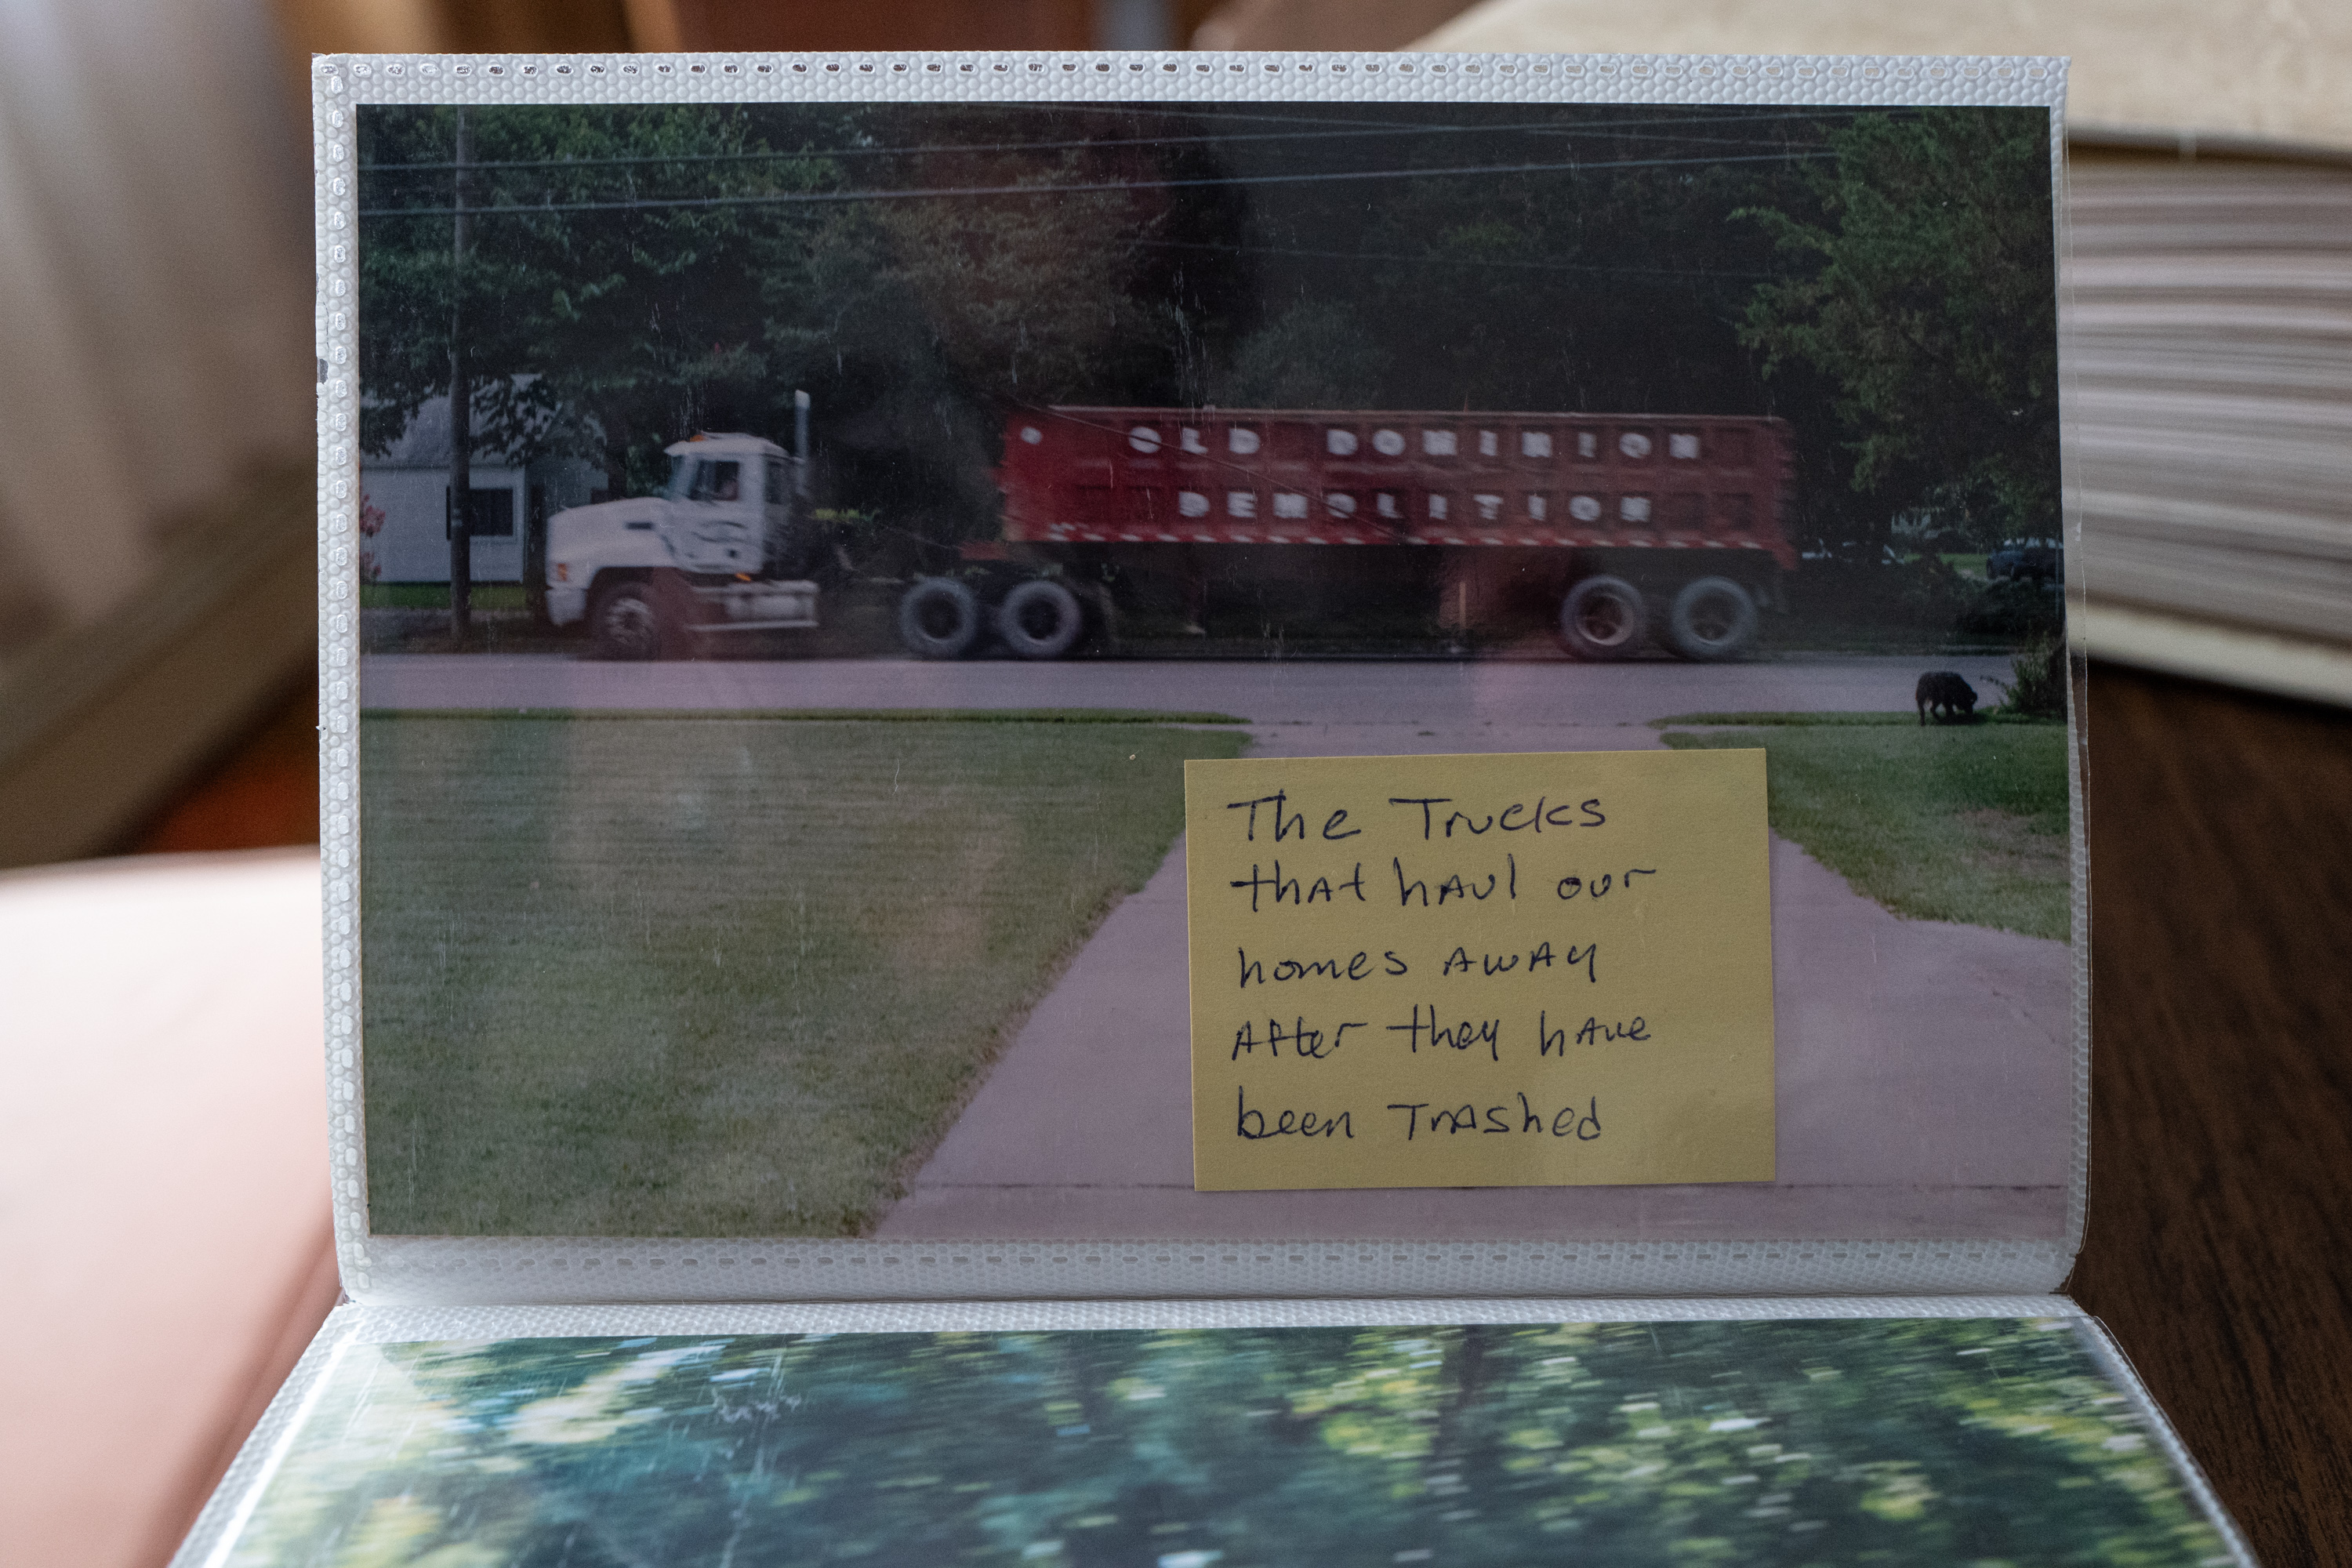 OLD DOMINION
DEMOLITION
The Trucks
that haul our
homes away
After they have
been Trashed